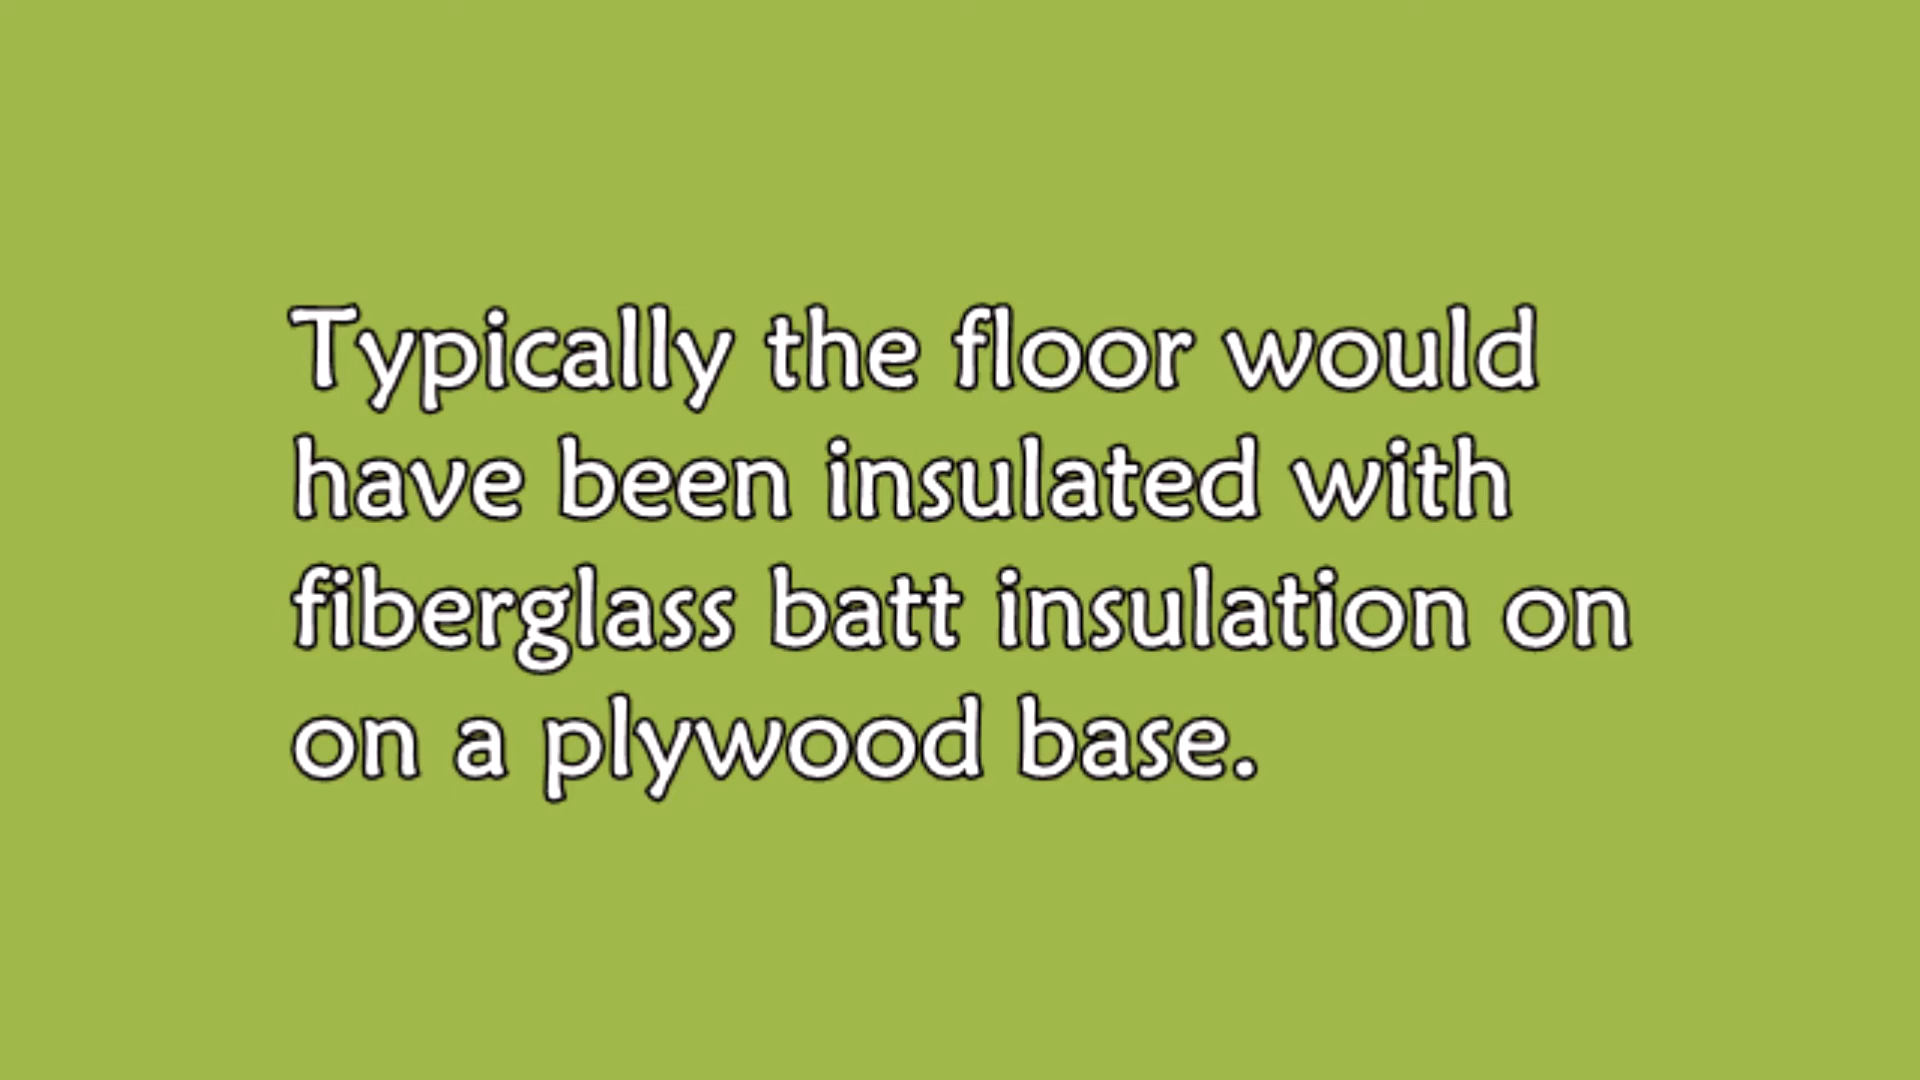 Typically the floor would
have been insulated with
fiberglass batt insulation on
on a plywood base.